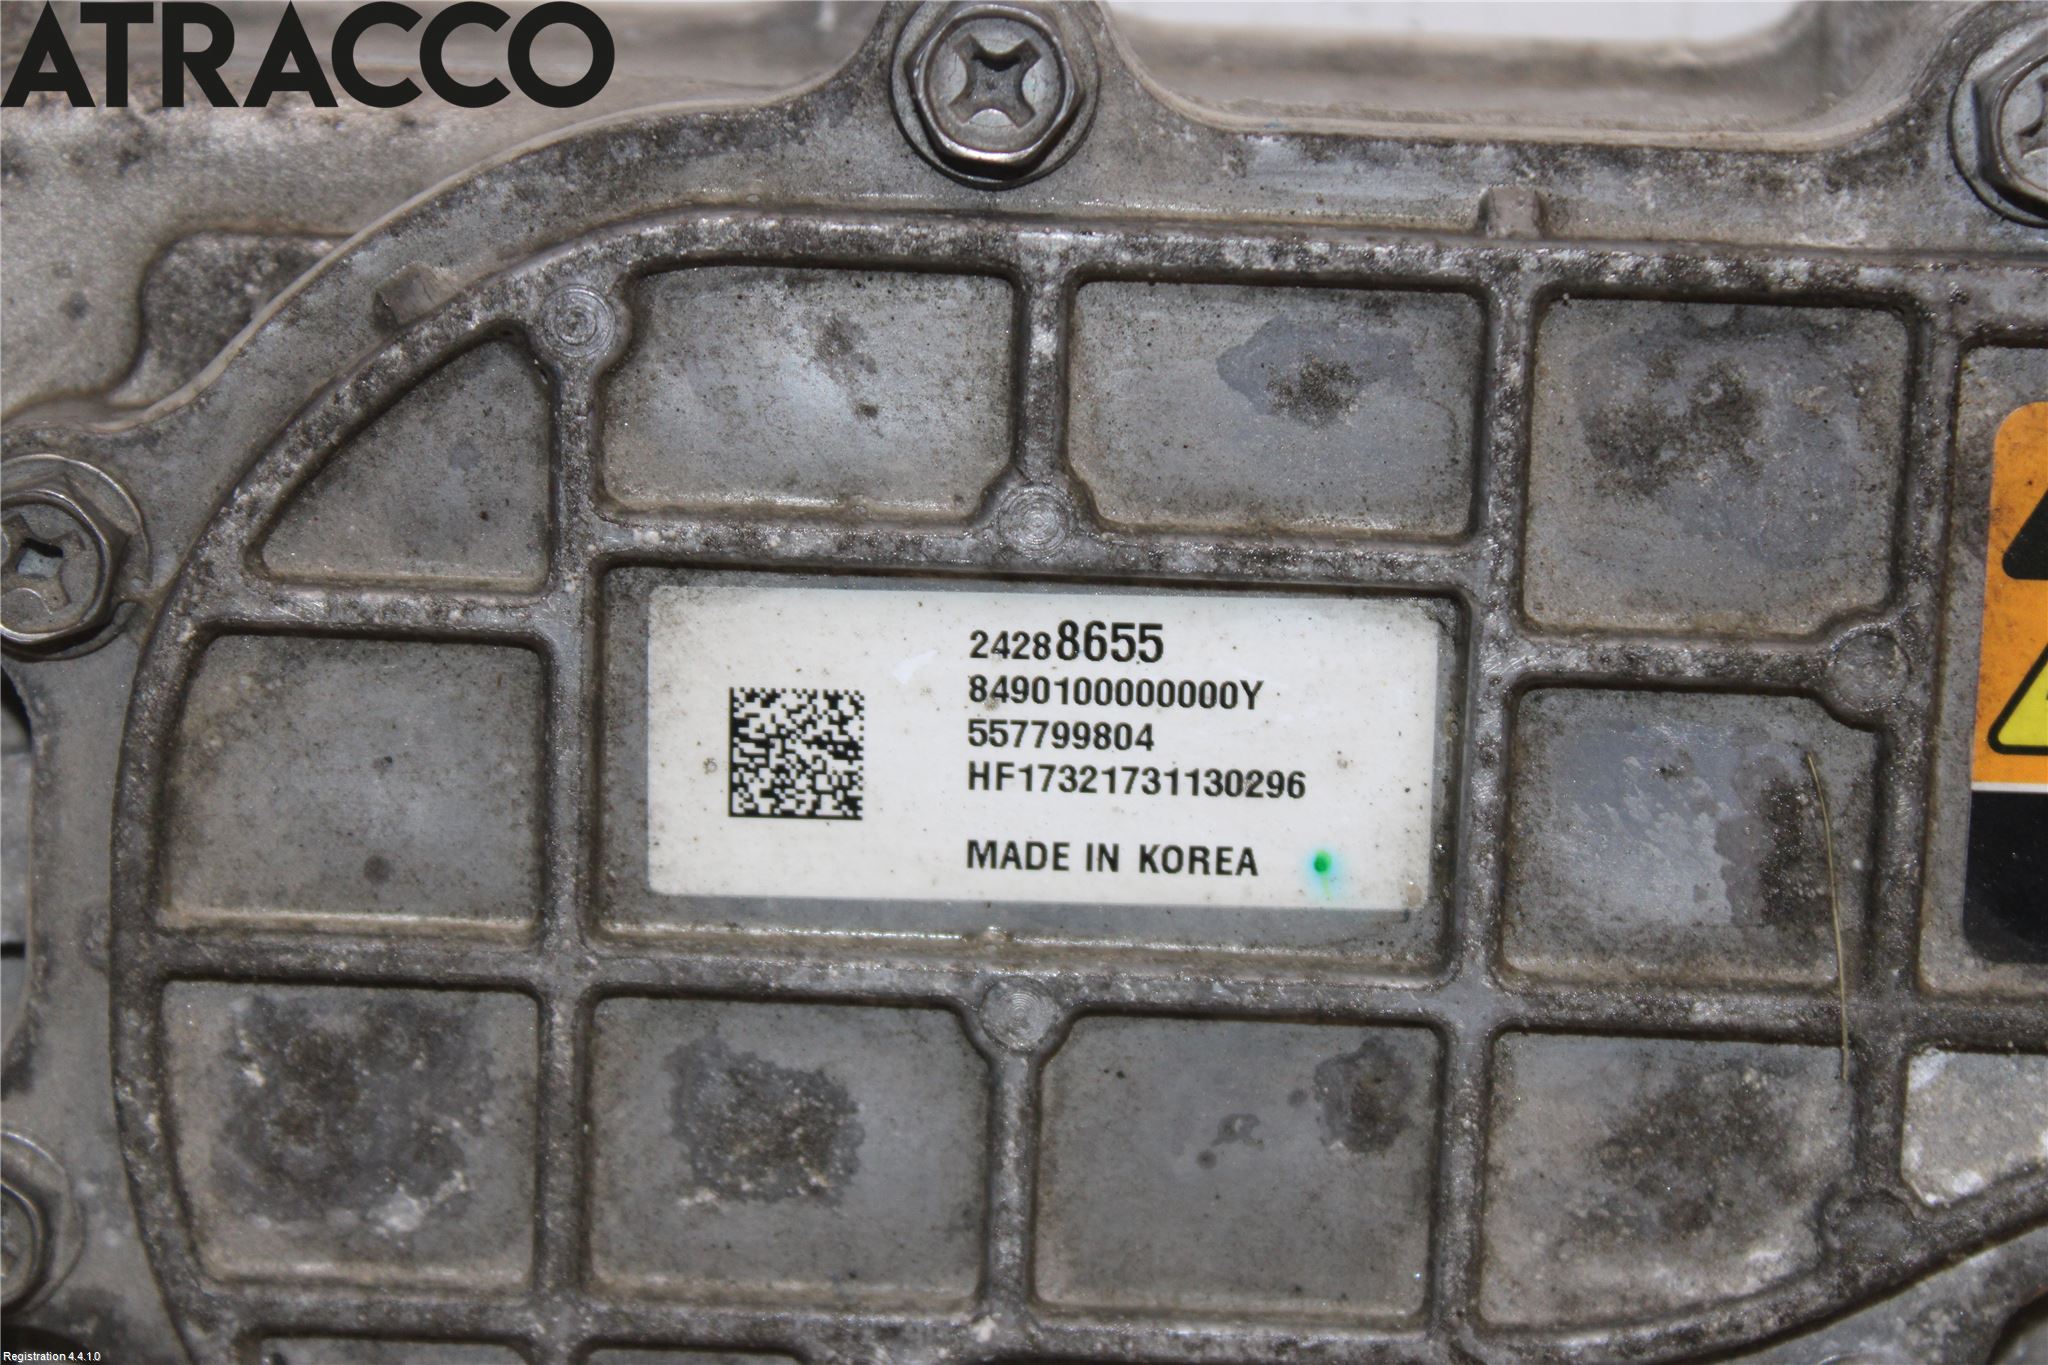 ATRACCO
24288655
8490100000000Y
557799804
HF17321731130296
MADE IN KOREA
Registration 4.4.1.0